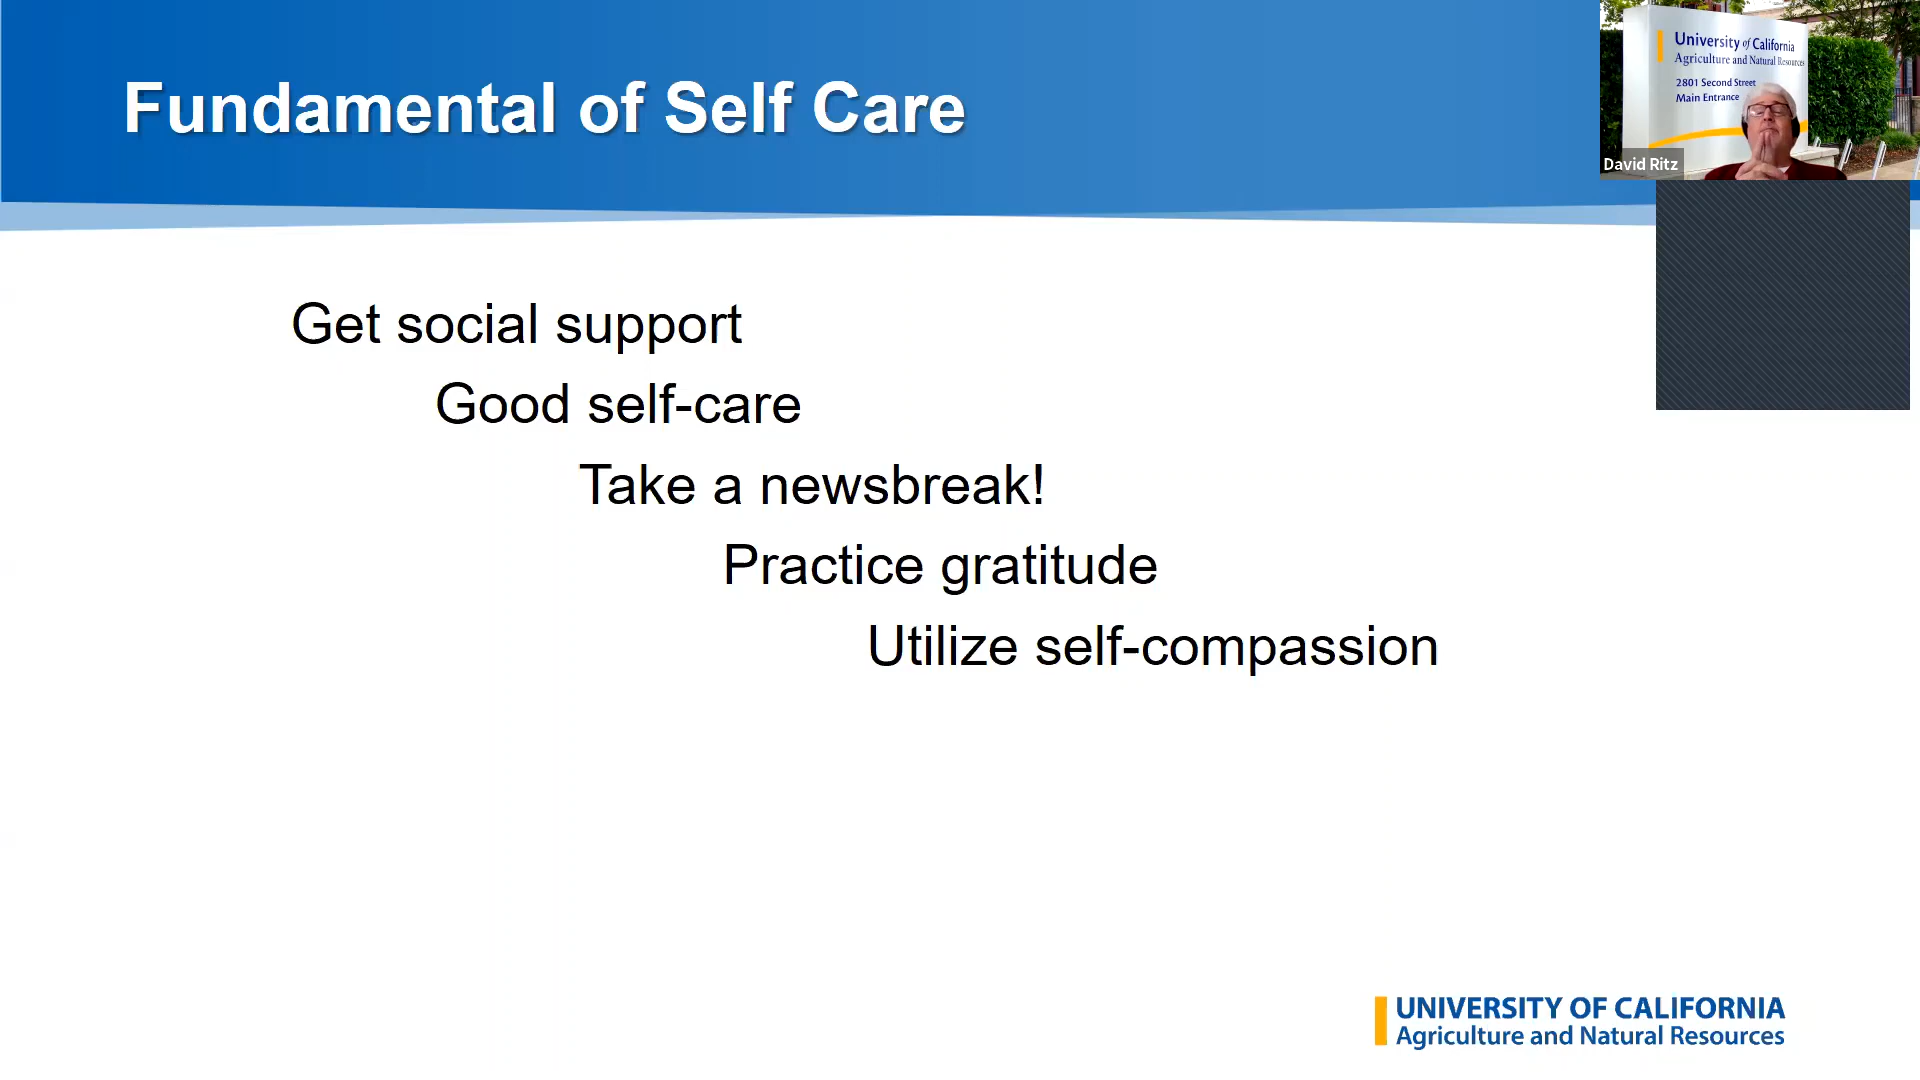 Fundamental of Self Care
University of California
Agriculture and Natural Resources
2801 Second Street
Main Entrance
David Ritz
Get social support
Good self-care
Take a newsbreak!
Practice gratitude
Utilize self-compassion
UNIVERSITY OF CALIFORNIA
Agriculture and Natural Resources